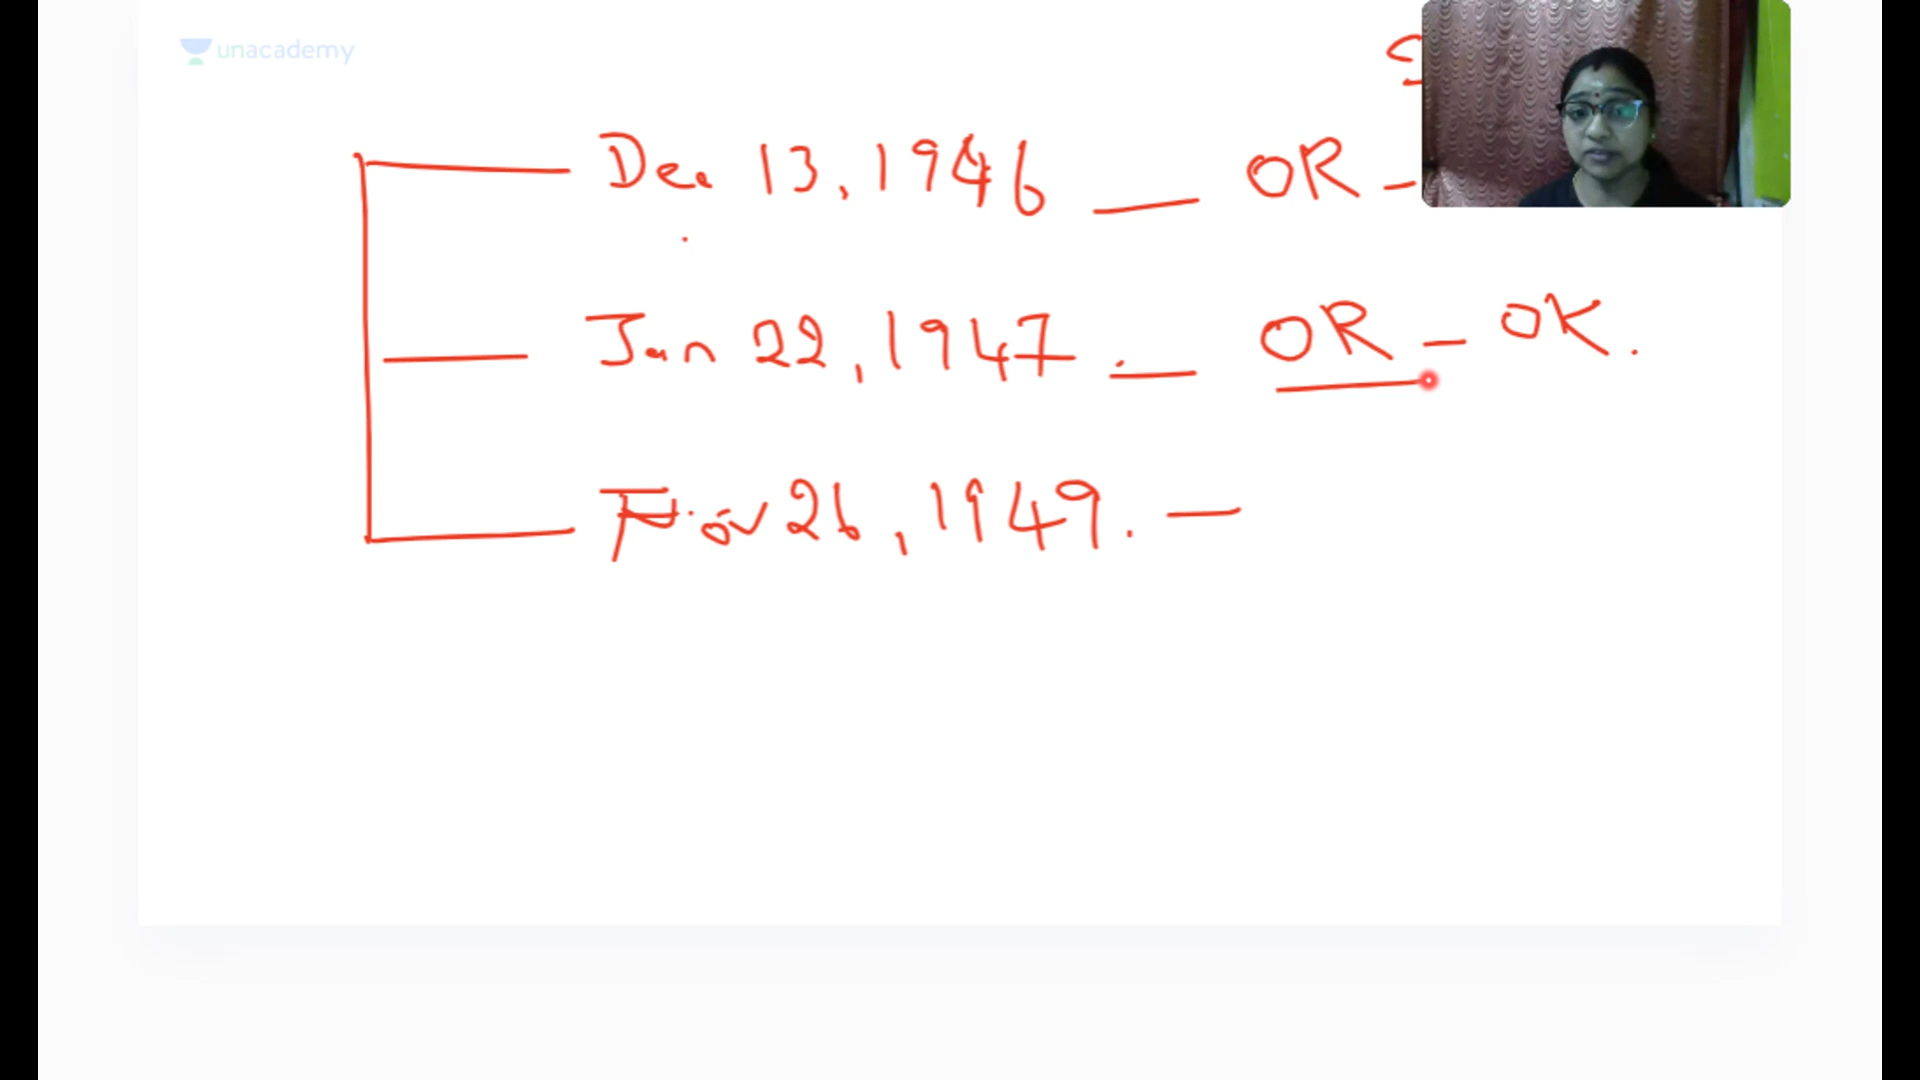 unacademy
S
Dec 13, 1946 — OR -
Jan 22, 1947. — OR - OK.
Nov 26, 1949. —